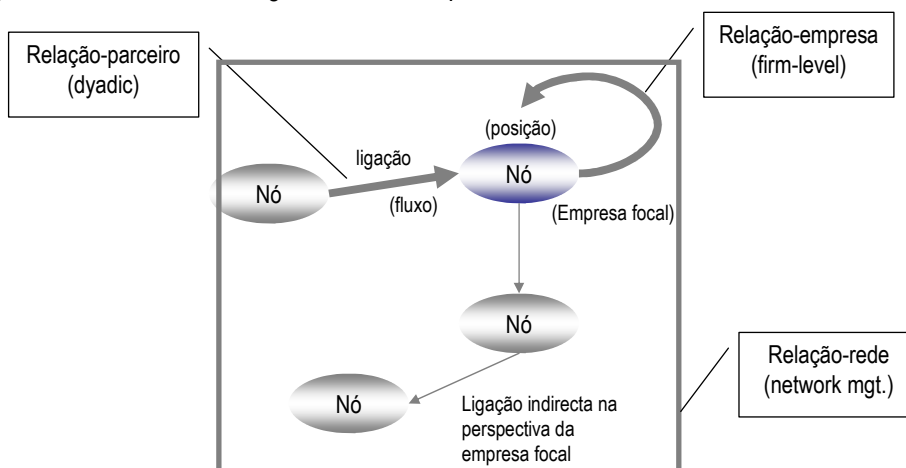 Relação-parceiro
(dyadic)
Relação-empresa
(firm-level)
(posição)
ligação
Nó
Nó
(fluxo)
(Empresa focal)
Nó
Relação-rede
(network mgt.)
Nó
Ligação indirecta na
perspectiva da
empresa focal